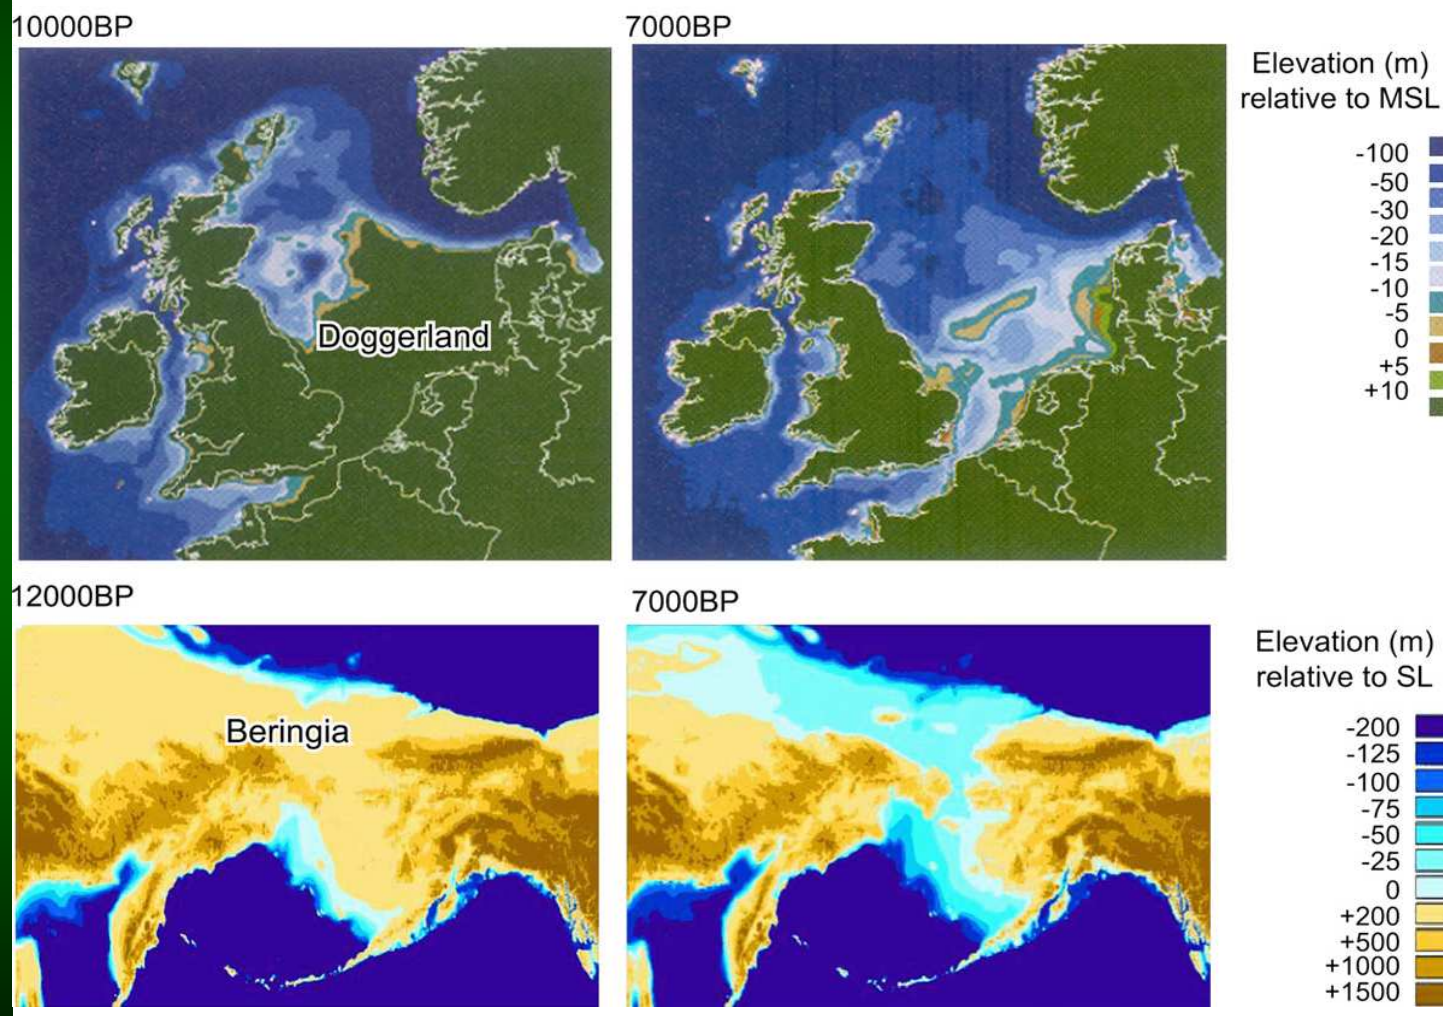 10000BP
7000BP
Elevation (m)
relative to MSL
-100
-50
-30
-20
-15
-10
-5
0
+5
+10
Doggerland
12000BP
7000BP
Elevation (m)
relative to SL
-200
-125
-100
-75
-50
-25
0
+200
+500
+1000
+1500
Beringia